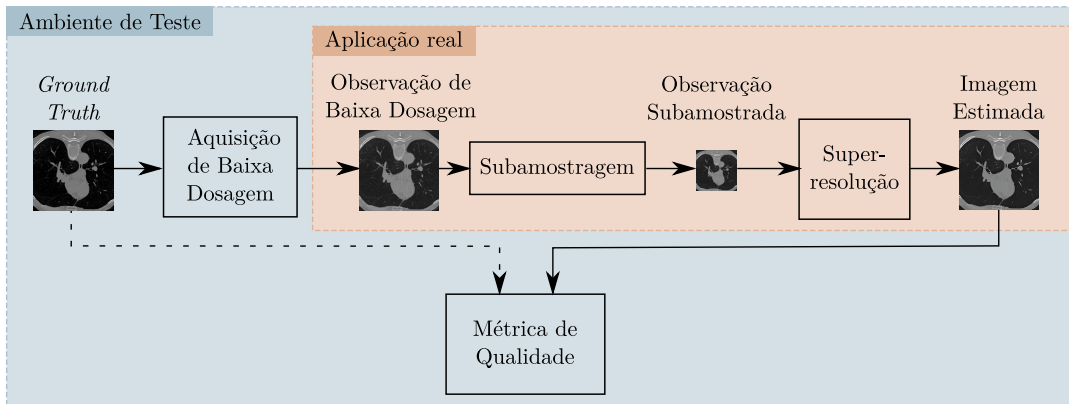 Ambiente de Teste
Aplicação real
Ground
Truth
Observação de
Baixa Dosagem
Observação
Subamostrada
Imagem
Estimada
Aquisição
de Baixa
Dosagem
Subamostragem
Super-
resolução
Métrica de
Qualidade